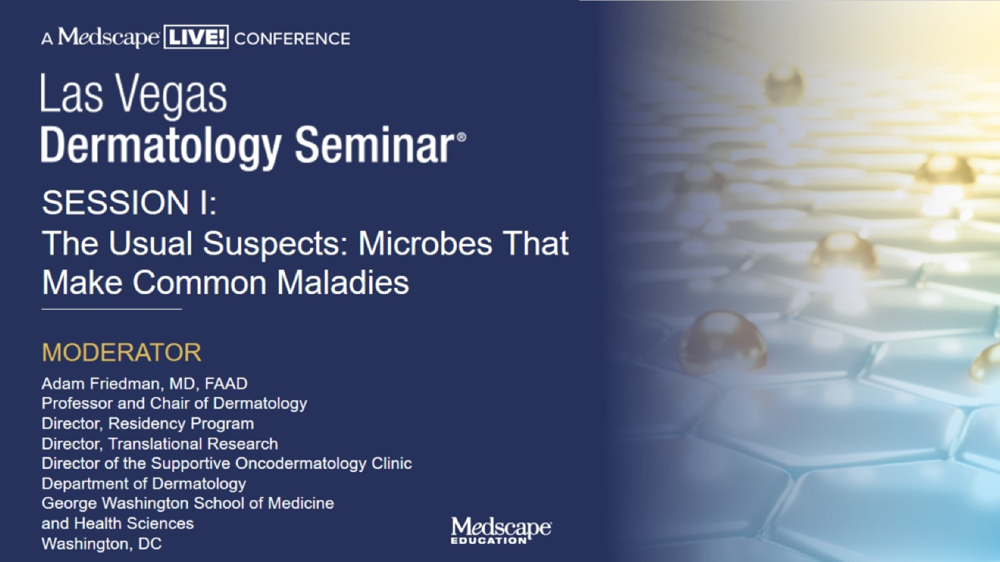 A Medscape LIVE! CONFERENCE
Las Vegas
Dermatology Seminar®
SESSION I:
The Usual Suspects: Microbes That
Make Common Maladies
MODERATOR
Adam Friedman, MD, FAAD
Professor and Chair of Dermatology
Director, Residency Program
Director, Translational Research
Director of the Supportive Oncodermatology Clinic
Department of Dermatology
George Washington School of Medicine
and Health Sciences
Washington, DC
Medscape
EDUCATION